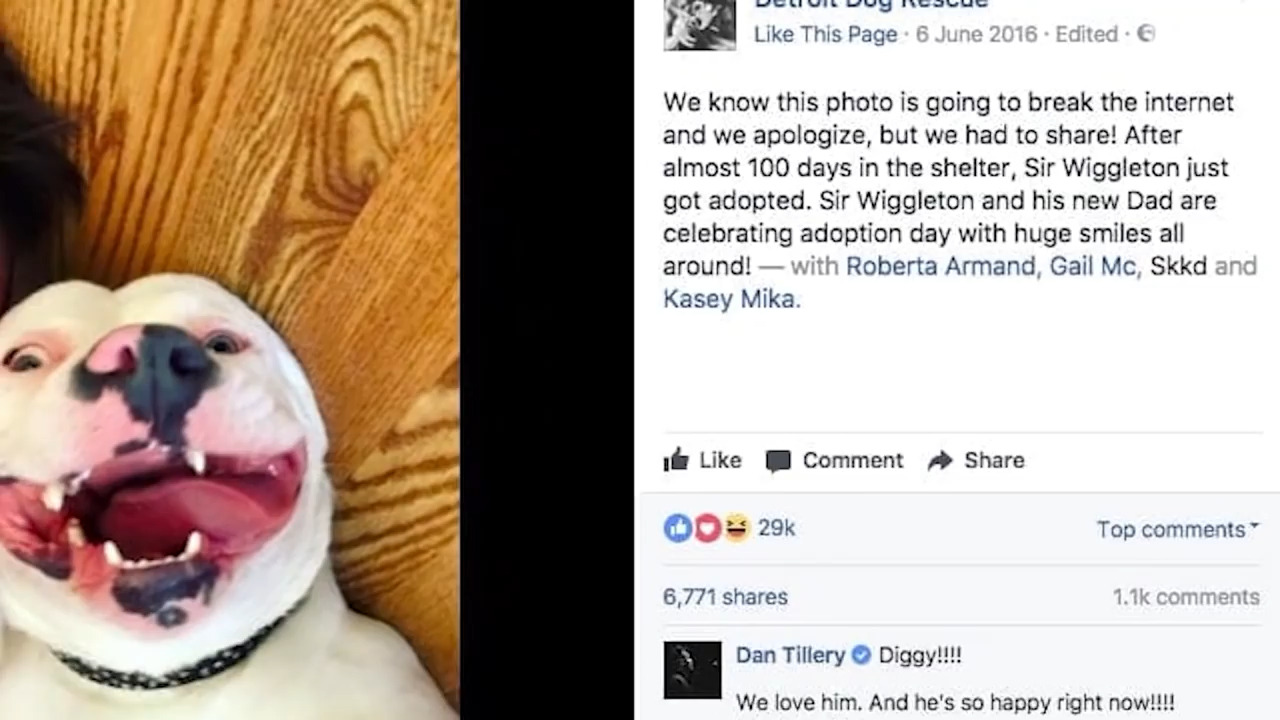 Detroit Dog Rescue
Like This Page · 6 June 2016 · Edited ·
We know this photo is going to break the internet
and we apologize, but we had to share! After
almost 100 days in the shelter, Sir Wiggleton just
got adopted. Sir Wiggleton and his new Dad are
celebrating adoption day with huge smiles all
around! — with Roberta Armand, Gail Mc, Skkd and
Kasey Mika.
Like Comment Share
29k Top comments
6,771 shares 1.1k comments
Dan Tillery Diggy!!!!
We love him. And he's so happy right now!!!!